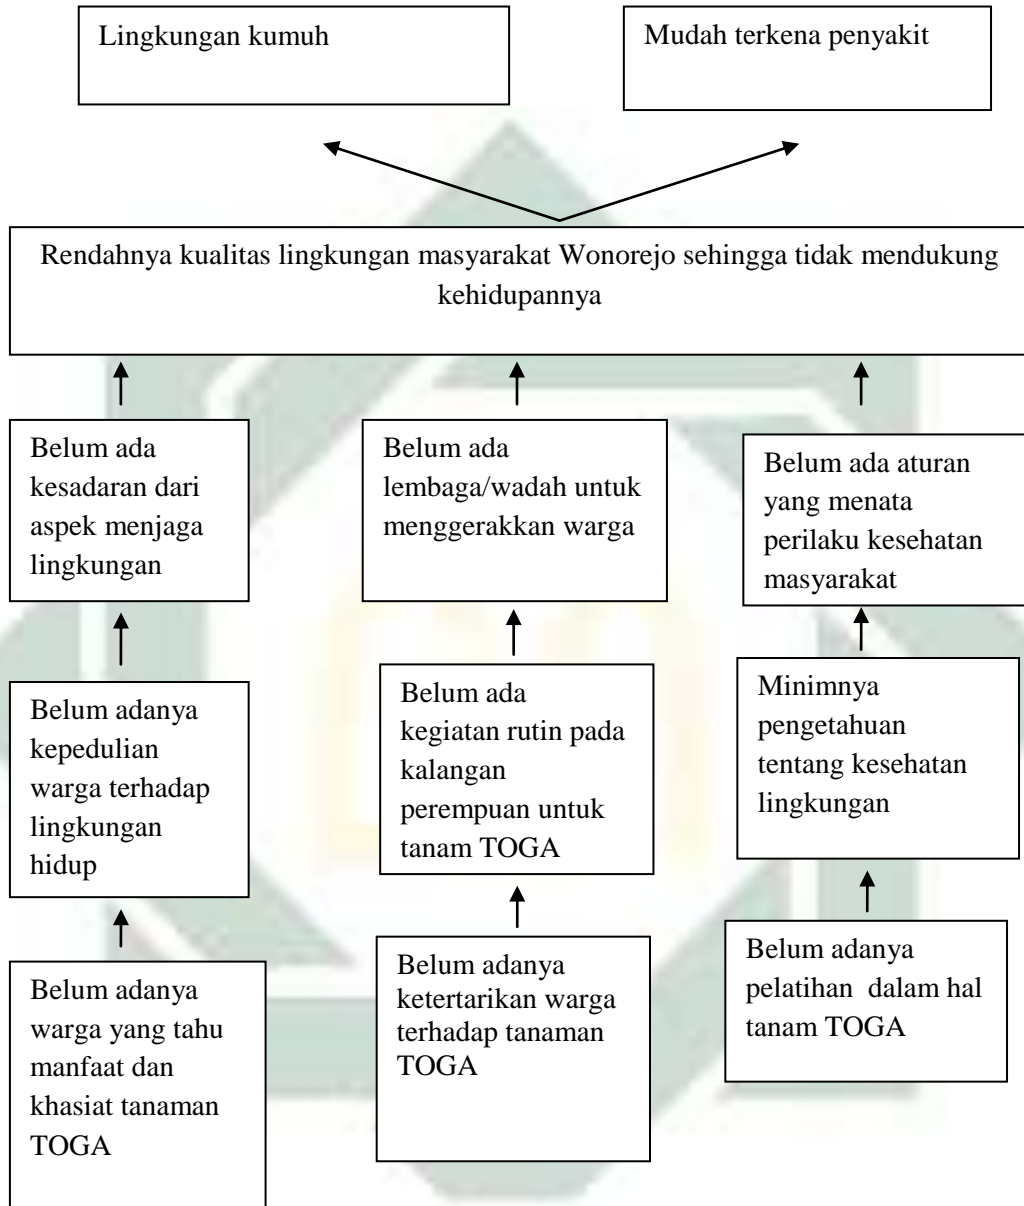 Lingkungan kumuh
Mudah terkena penyakit
Rendahnya kualitas lingkungan masyarakat Wonorejo sehingga tidak mendukung
kehidupannya
Belum ada
kesadaran dari
aspek menjaga
lingkungan
Belum ada
lembaga/wadah untuk
menggerakkan warga
Belum ada aturan
yang menata
perilaku kesehatan
masyarakat
Belum adanya
kepedulian
warga terhadap
lingkungan
hidup
Belum ada
kegiatan rutin pada
kalangan
perempuan untuk
tanam TOGA
Minimnya
pengetahuan
tentang kesehatan
lingkungan
Belum adanya
warga yang tahu
manfaat dan
khasiat tanaman
TOGA
Belum adanya
ketertarikan warga
terhadap tanaman
TOGA
Belum adanya
pelatihan dalam hal
tanam TOGA